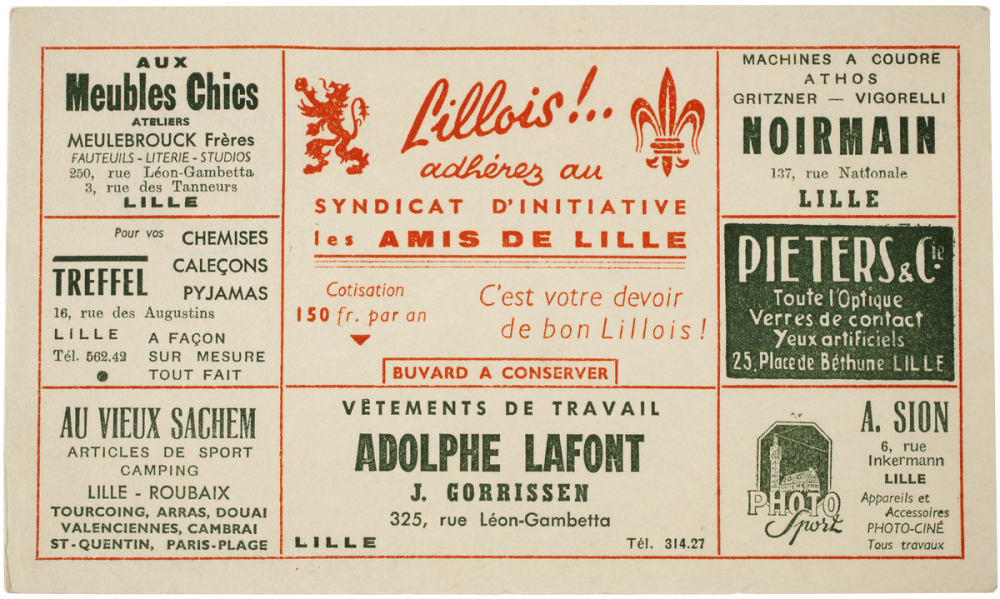 AUX
Meubles Chics
ATELIERS
MEULEBROUCK Frères
FAUTEUILS - LITERIE - STUDIOS
250, rue Léon-Gambetta
3, rue des Tanneurs
LILLE
Lillois!..
adhérez au
SYNDICAT D'INITIATIVE
les AMIS DE LILLE
Cotisation
150 fr. par an
C'est votre devoir
de bon Lillois!
BUVARD A CONSERVER
MACHINES A COUDRE
ATHOS
GRITZNER — VIGORELLI
NOIRMAIN
137, rue Nationale
LILLE
Pour vos CHEMISES
CALEÇONS
TREFFEL
PYJAMAS
16, rue des Augustins
LILLE A FAÇON
Tél. 562.42 SUR MESURE
TOUT FAIT
PIETERS & Cie
Toute l'Optique
Verres de contact
Yeux artificiels
25, Place de Béthune LILLE
AU VIEUX SACHEM
ARTICLES DE SPORT
CAMPING
LILLE - ROUBAIX
TOURCOING, ARRAS, DOUAI
VALENCIENNES, CAMBRAI
ST-QUENTIN, PARIS-PLAGE
VÊTEMENTS DE TRAVAIL
ADOLPHE LAFONT
J. GORRISSEN
325, rue Léon-Gambetta
LILLE Tél. 314.27
A. SION
6, rue
Inkermann
LILLE
PHOTO
Sport
Appareils et
Accessoires
PHOTO-CINÉ
Tous travaux